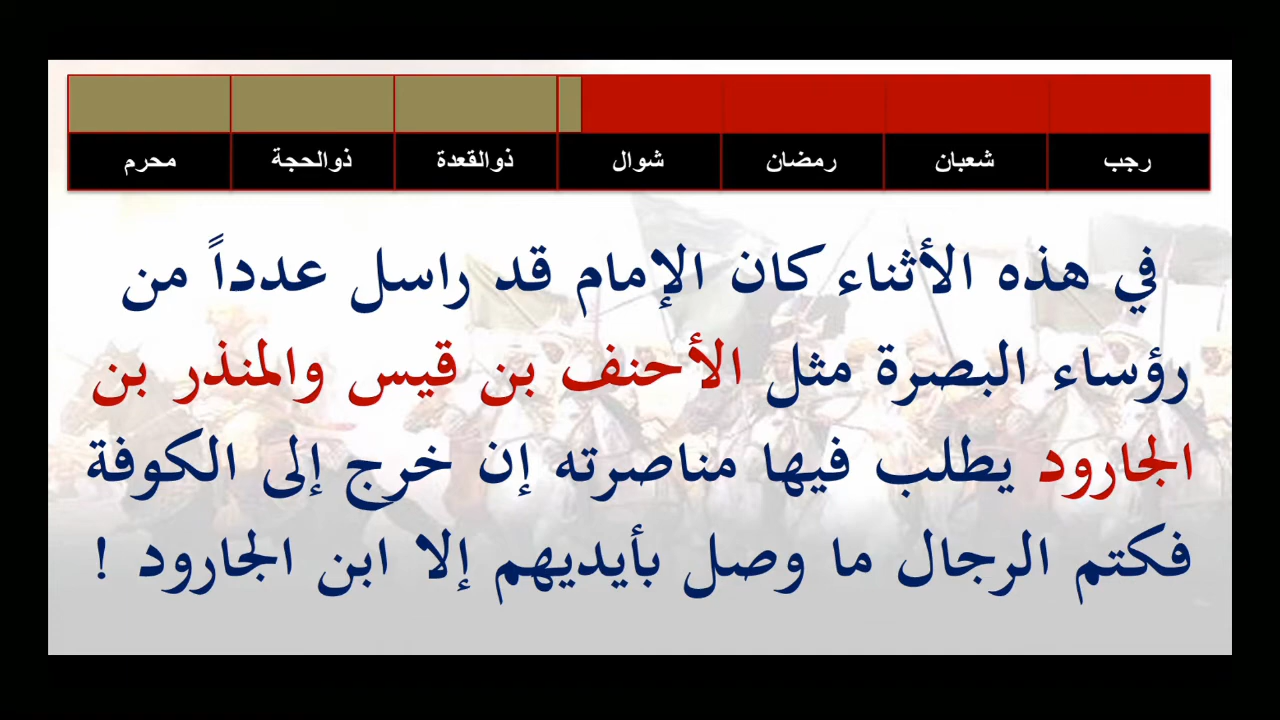 رجب شعبان رمضان شوال ذوالقعدة ذوالحجة محرم
في هذه الأثناء كان الإمام قد راسل عدداً من
رؤساء البصرة مثل الأحنف بن قيس والمنذر بن
الجارود يطلب فيها مناصرته إن خرج إلى الكوفة
فكتم الرجال ما وصل بأيديهم إلا ابن الجارود !